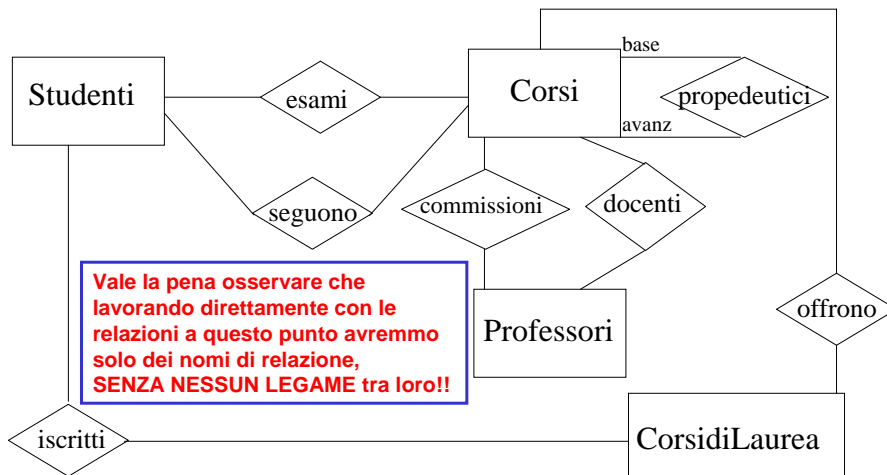 base
Studenti
esami
Corsi
propedeutici
avanz
seguono
commissioni
docenti
Vale la pena osservare che
lavorando direttamente con le
relazioni a questo punto avremmo
solo dei nomi di relazione,
SENZA NESSUN LEGAME tra loro!!
Professori
offrono
iscritti
CorsidiLaurea